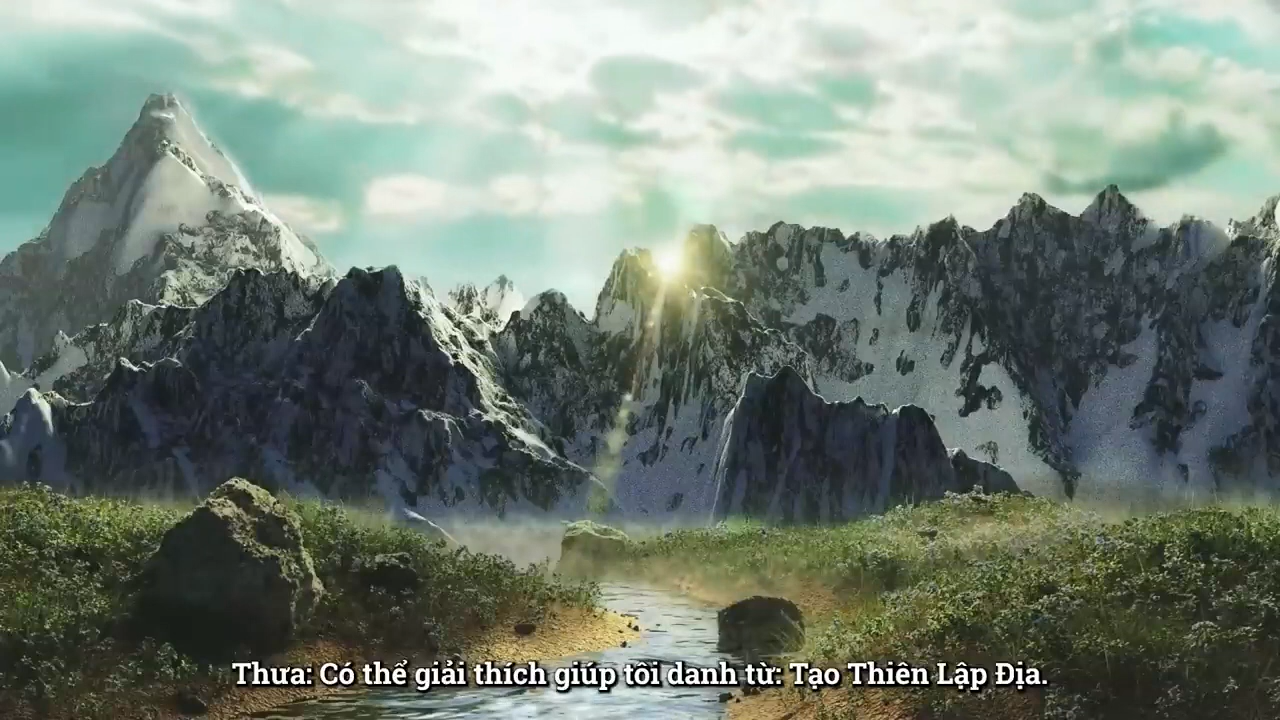 Thưa: Có thể giải thích giúp tôi danh từ: Tạo Thiên Lập Địa.